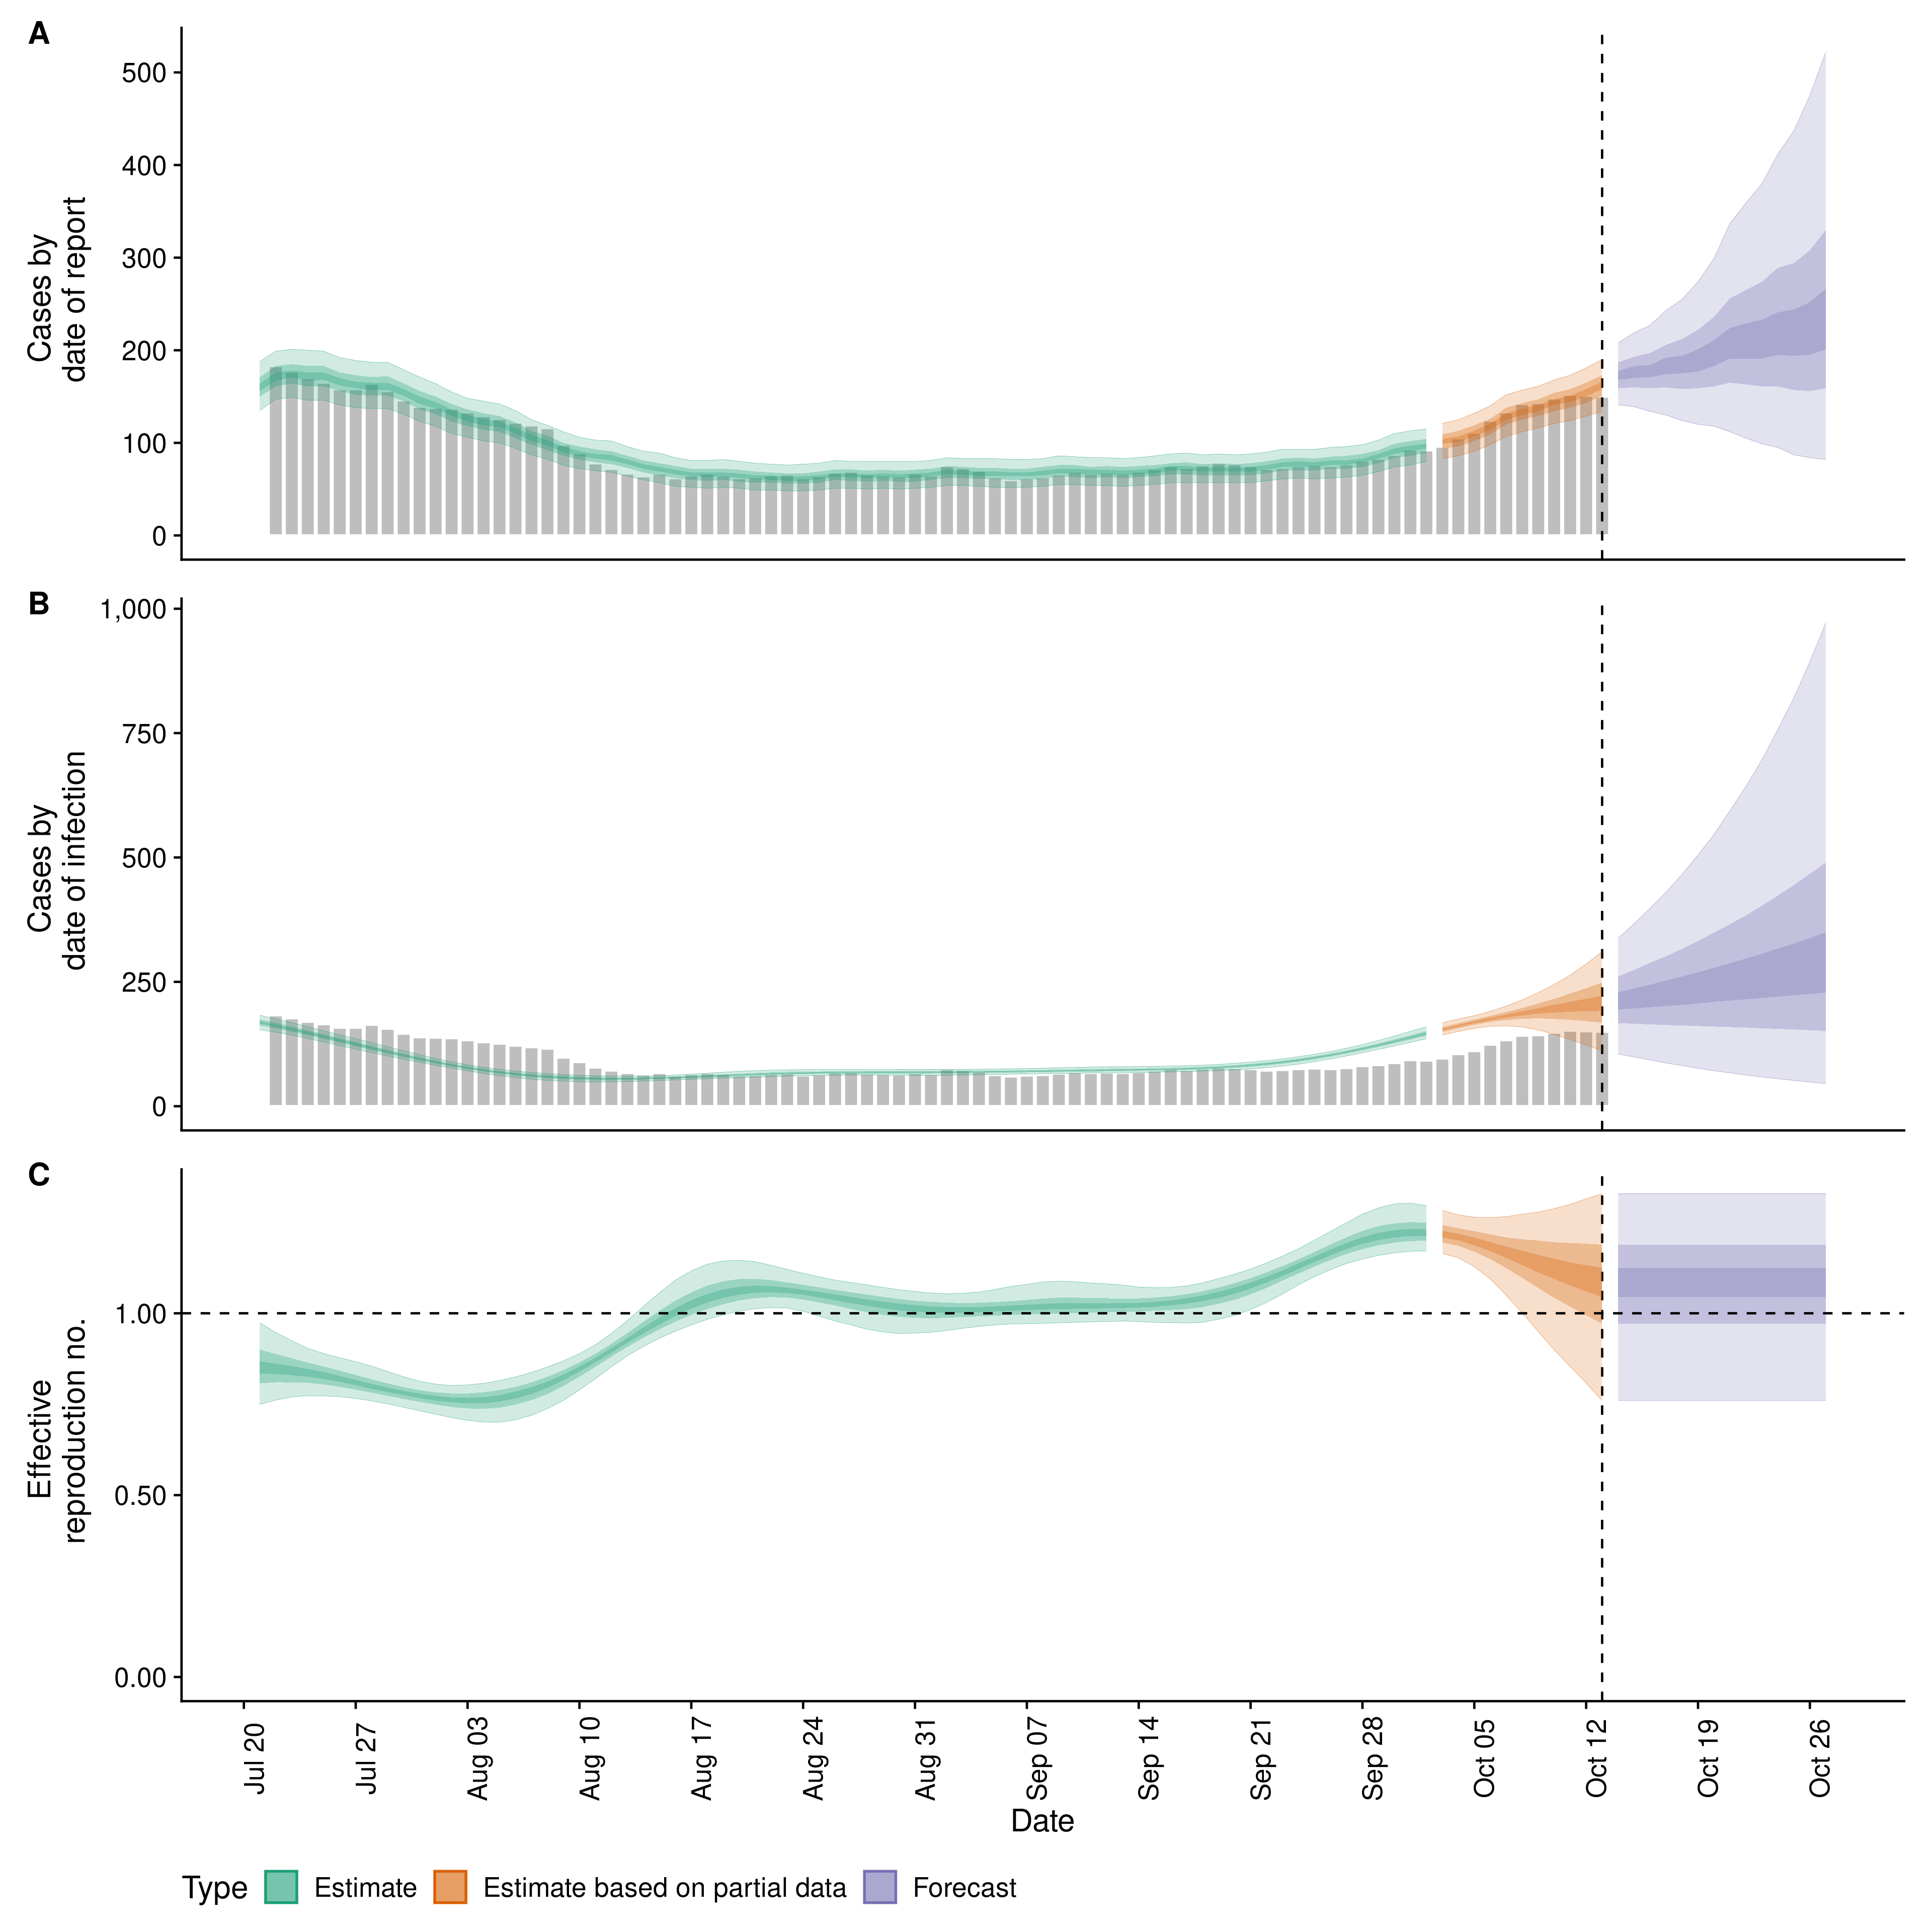 A
500
400
300
200
100
0
Cases by
date of report
B
1,000
750
500
250
0
Cases by
date of infection
C
1.00
0.50
0.00
Effective
reproduction no.
Jul 20
Jul 27
Aug 03
Aug 10
Aug 17
Aug 24
Aug 31
Sep 07
Sep 14
Sep 21
Sep 28
Oct 05
Oct 12
Oct 19
Oct 26
Date
Type Estimate Estimate based on partial data Forecast